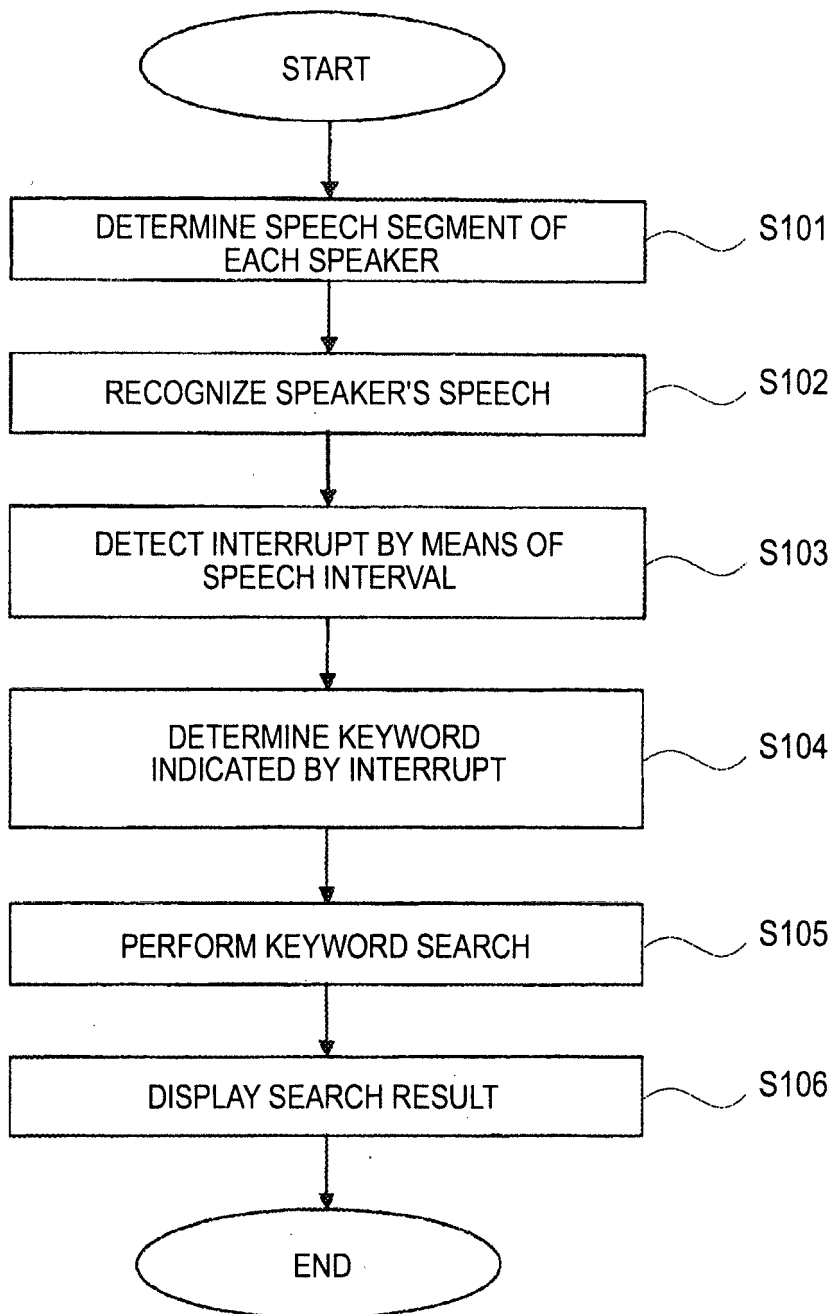 START
DETERMINE SPEECH SEGMENT OF
EACH SPEAKER
S101
RECOGNIZE SPEAKER'S SPEECH
S102
DETECT INTERRUPT BY MEANS OF
SPEECH INTERVAL
S103
DETERMINE KEYWORD
INDICATED BY INTERRUPT
S104
PERFORM KEYWORD SEARCH
S105
DISPLAY SEARCH RESULT
S106
END